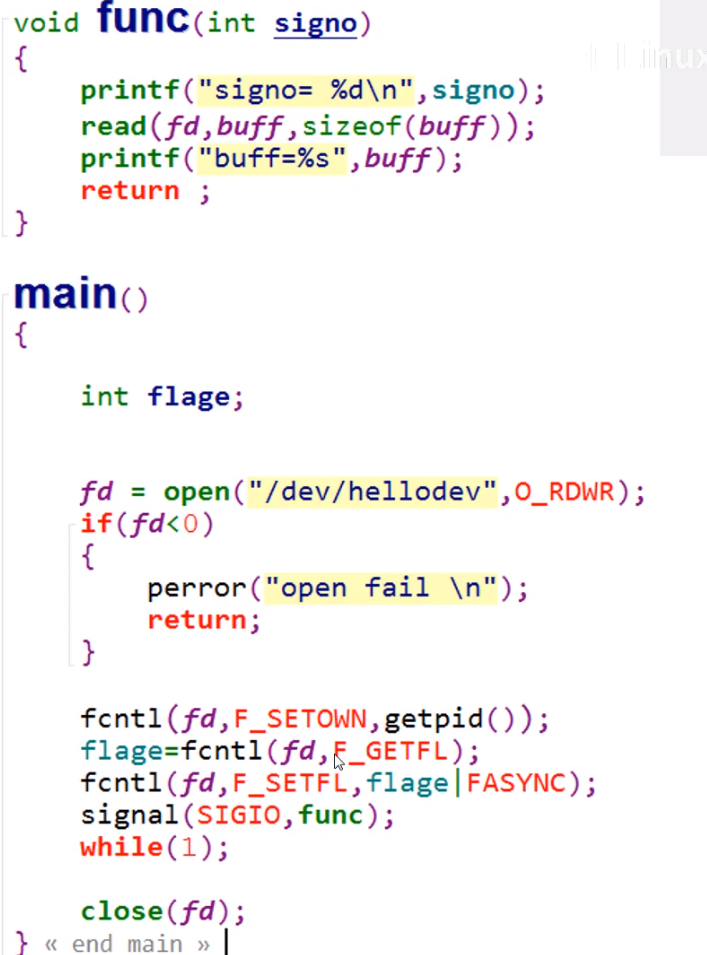 void func(int signo)
{
    printf("signo= %d\n",signo);
    read(fd,buff,sizeof(buff));
    printf("buff=%s",buff);
    return ;
}
main()
{
    int flage;
    fd = open("/dev/hellodev",O_RDWR);
    if(fd<0)
    {
        perror("open fail \n");
        return;
    }
    fcntl(fd,F_SETOWN,getpid());
    flage=fcntl(fd,F_GETFL);
    fcntl(fd,F_SETFL,flage|FASYNC);
    signal(SIGIO,func);
    while(1);
    close(fd);
} « end main »